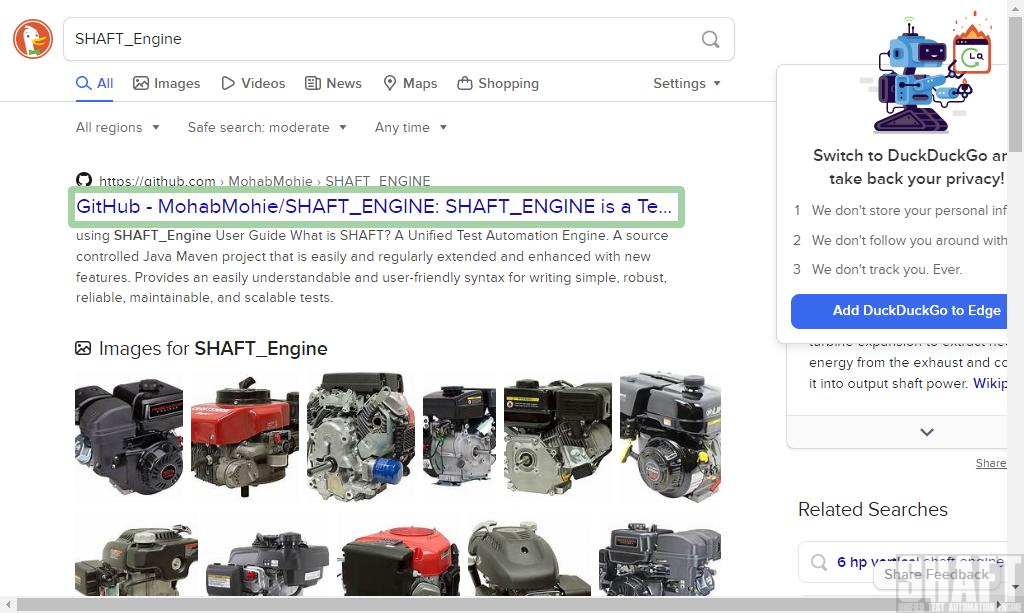 SHAFT_Engine
All Images Videos News Maps Shopping Settings
All regions Safe search: moderate Any time
https://github.com › MohabMohie › SHAFT_ENGINE
GitHub - MohabMohie/SHAFT_ENGINE: SHAFT_ENGINE is a Te...
using SHAFT_Engine User Guide What is SHAFT? A Unified Test Automation Engine. A source
controlled Java Maven project that is easily and regularly extended and enhanced with new
features. Provides an easily understandable and user-friendly syntax for writing simple, robust,
reliable, maintainable, and scalable tests.
Images for SHAFT_Engine
Switch to DuckDuckGo an
take back your privacy!
1 We don't store your personal inf
2 We don't follow you around with
3 We don't track you. Ever.
Add DuckDuckGo to Edge
turbine expansion to extract
energy from the exhaust and co
it into output shaft power. Wikip
Share
Related Searches
6 hp vertical shaft engine
Share Feedback
SHAFT